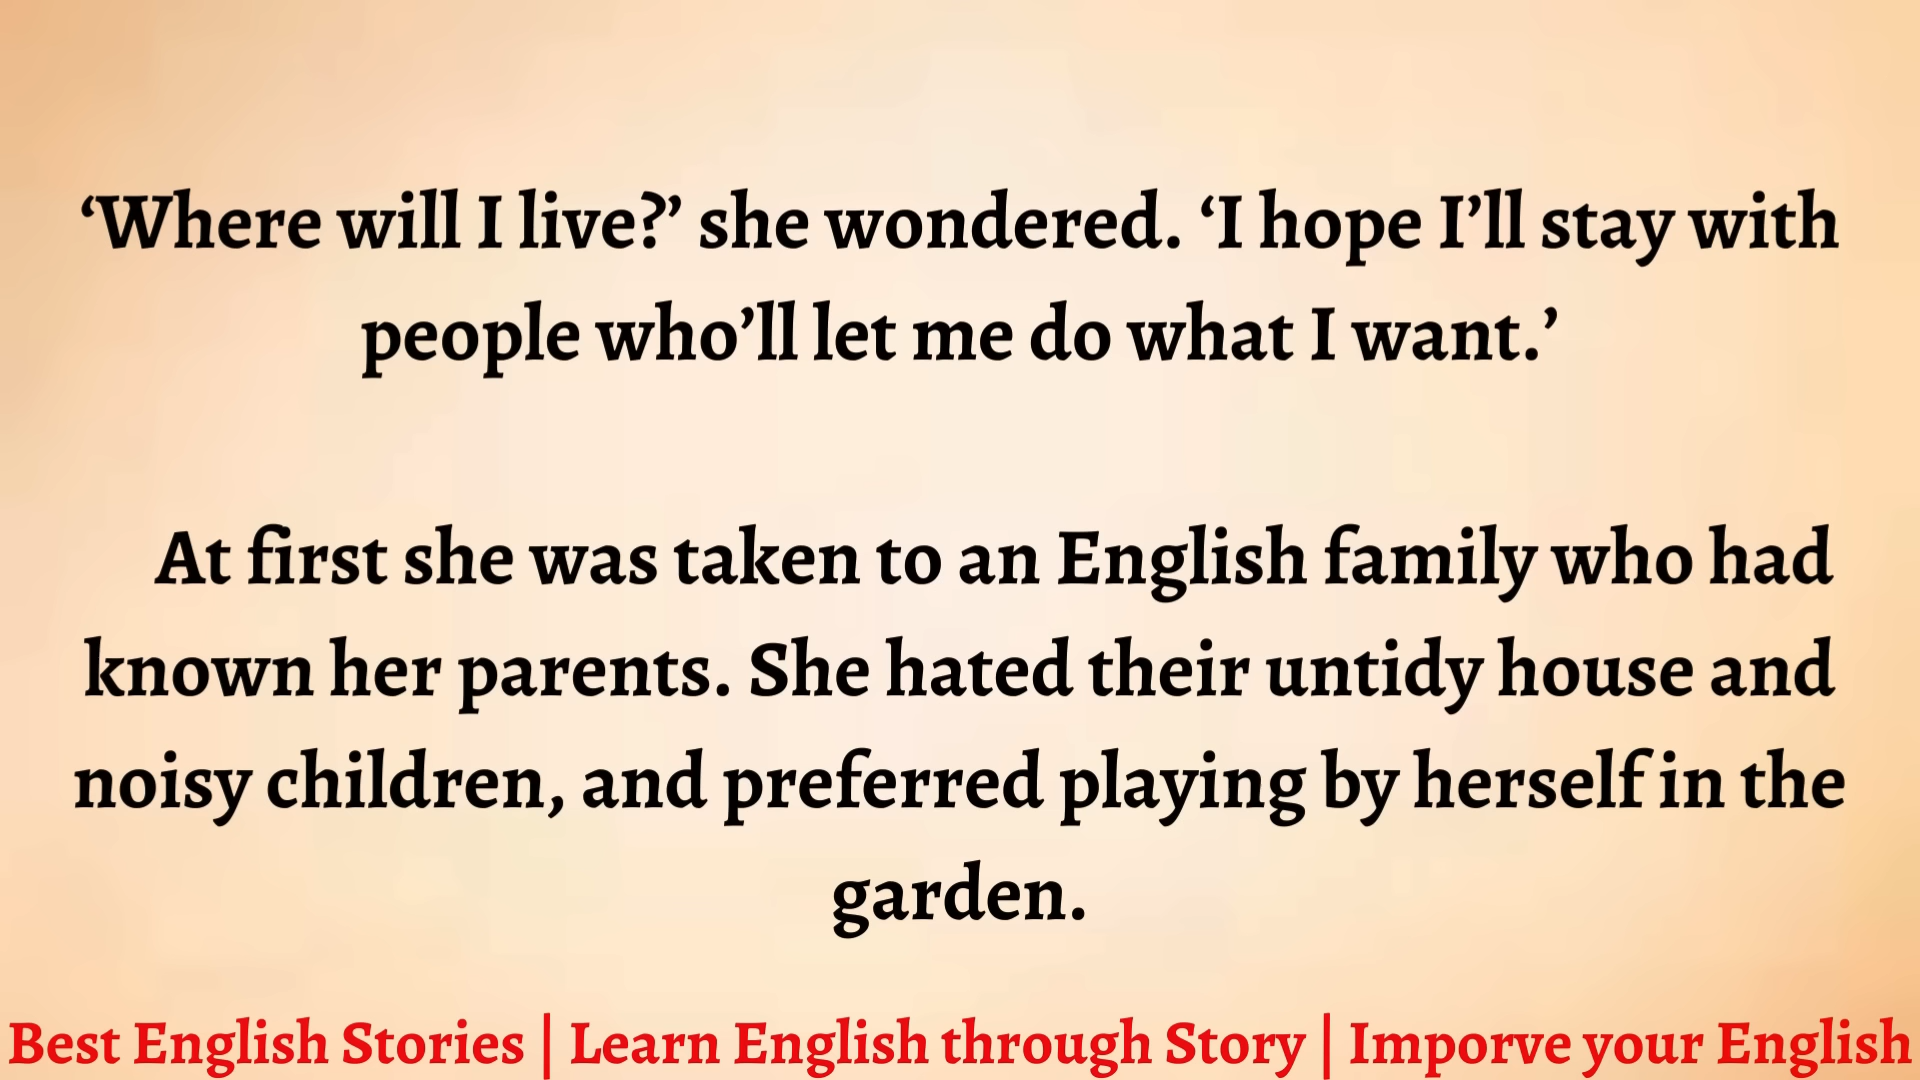 ‘Where will I live?’ she wondered. ‘I hope I’ll stay with
people who’ll let me do what I want.’
At first she was taken to an English family who had
known her parents. She hated their untidy house and
noisy children, and preferred playing by herself in the
garden.
Best English Stories | Learn English through Story | Imporve your English